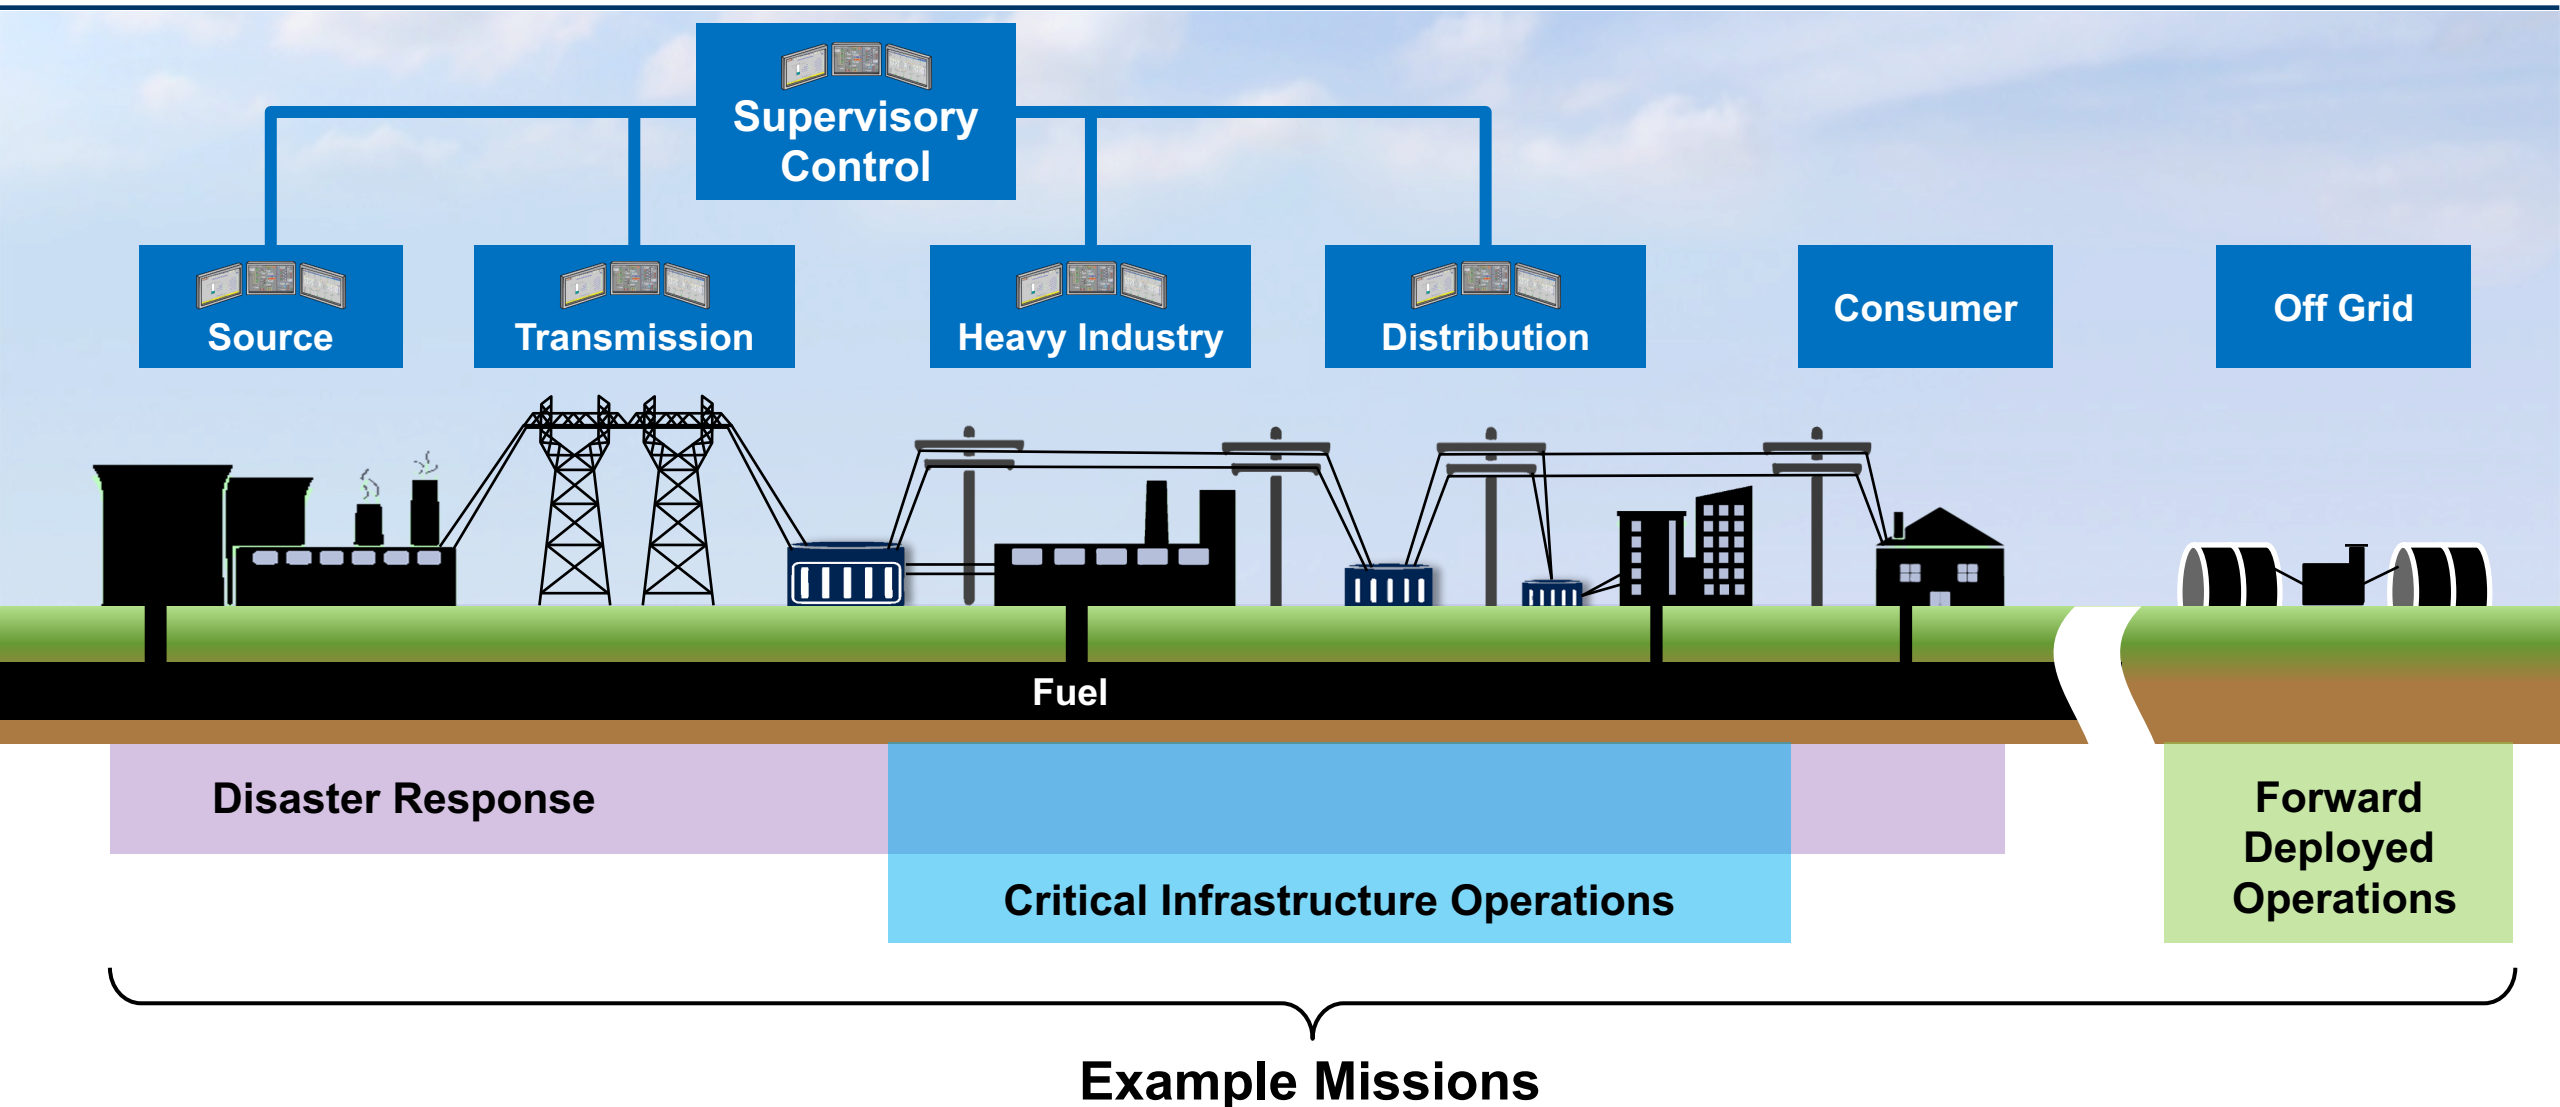 Supervisory
Control
Source
Transmission
Heavy Industry
Distribution
Consumer
Off Grid
Fuel
Disaster Response
Critical Infrastructure Operations
Forward
Deployed
Operations
Example Missions